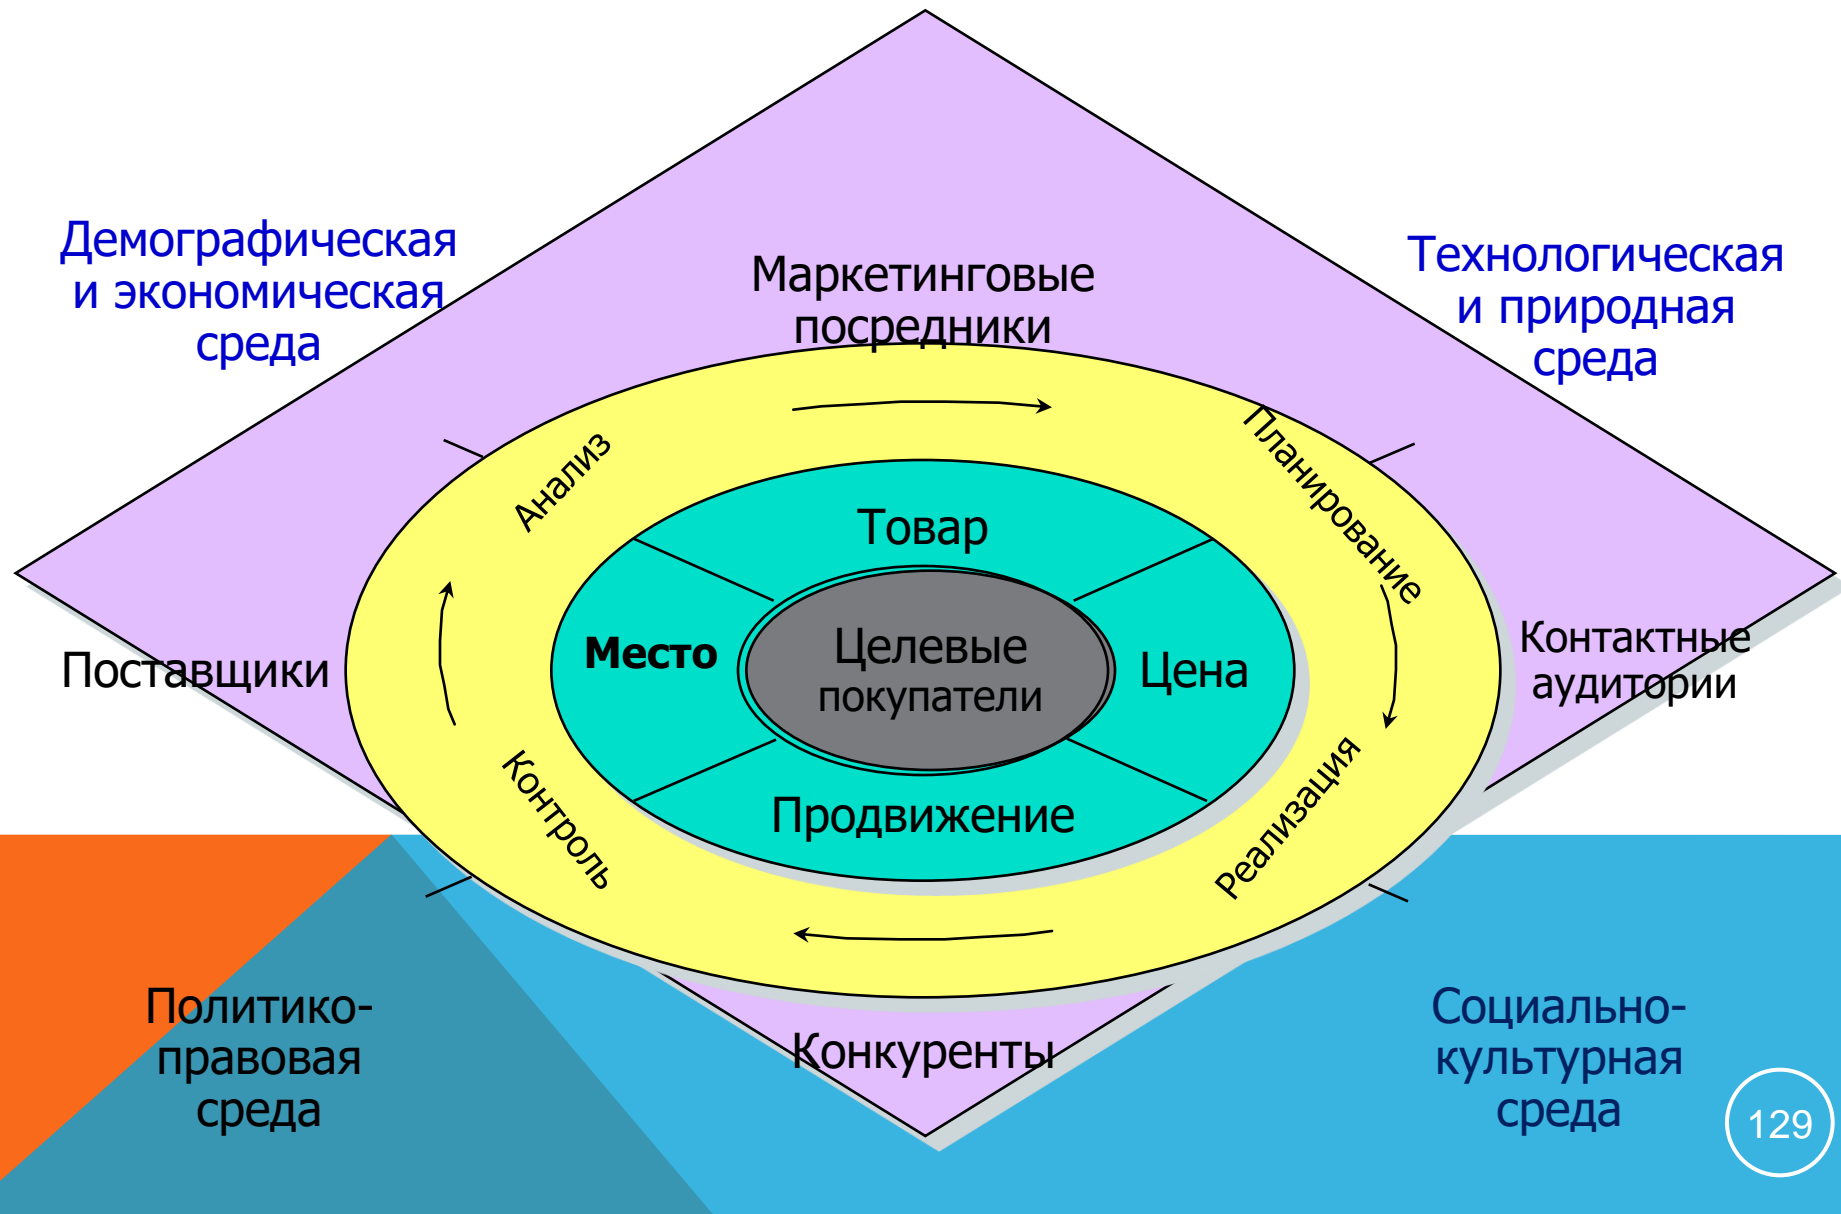 Демографическая
и экономическая
среда
Маркетинговые
посредники
Технологическая
и природная
среда
Анализ
Планирование
Товар
Поставщики
Место
Целевые
покупатели
Цена
Контактные
аудитории
Контроль
Продвижение
Реализация
Политико-
правовая
среда
Конкуренты
Социально-
культурная
среда
129